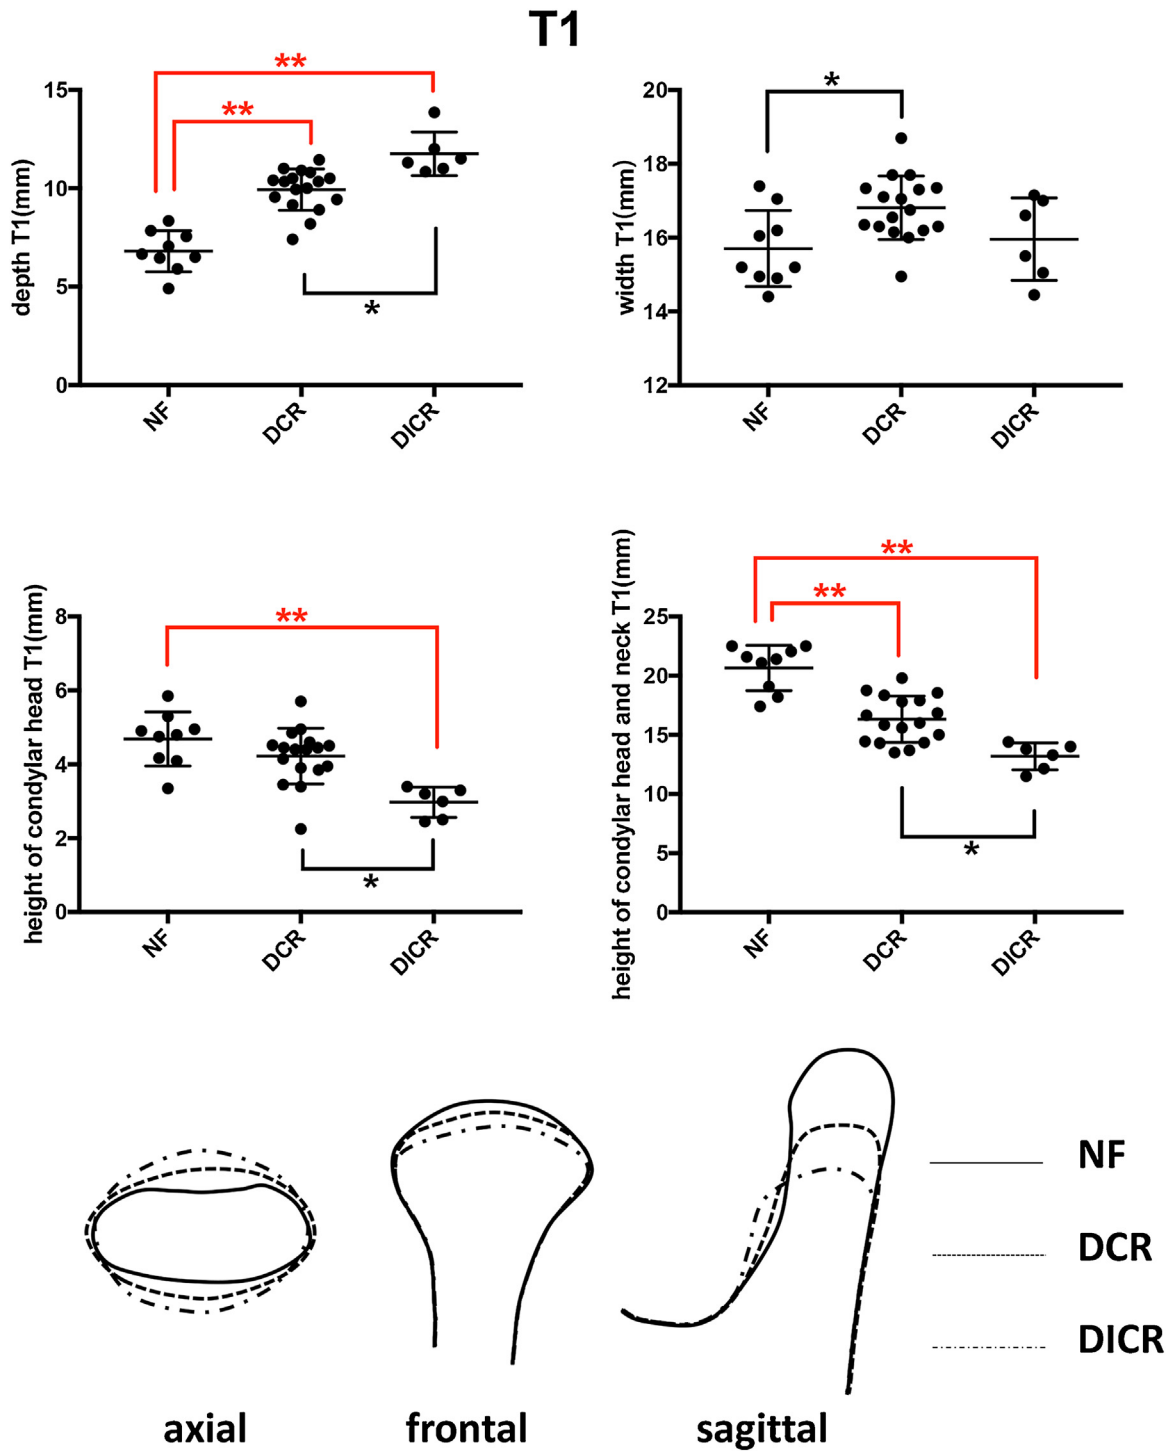 T1
**
**
*
depth T1(mm)
15
10
5
0
NF
DCR
DICR
*
width T1(mm)
20
18
16
14
12
NF
DCR
DICR
**
*
height of condylar head T1(mm)
8
6
4
2
0
NF
DCR
DICR
**
**
*
height of condylar head and neck T1(mm)
25
20
15
10
5
0
NF
DCR
DICR
NF
DCR
DICR
axial
frontal
sagittal